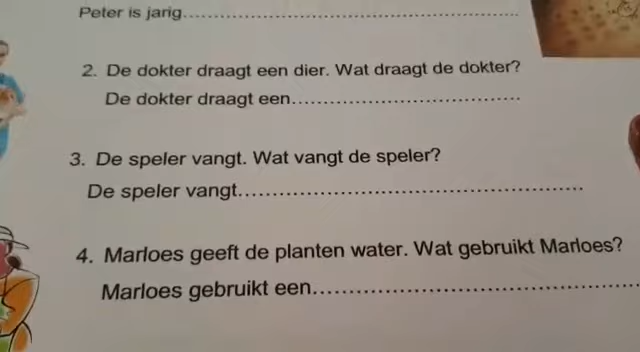 Peter is jarig........................................................
2. De dokter draagt een dier. Wat draagt de dokter?
De dokter draagt een.......................................
3. De speler vangt. Wat vangt de speler?
De speler vangt..........................................................
4. Marloes geeft de planten water. Wat gebruikt Marloes?
Marloes gebruikt een.......................................................